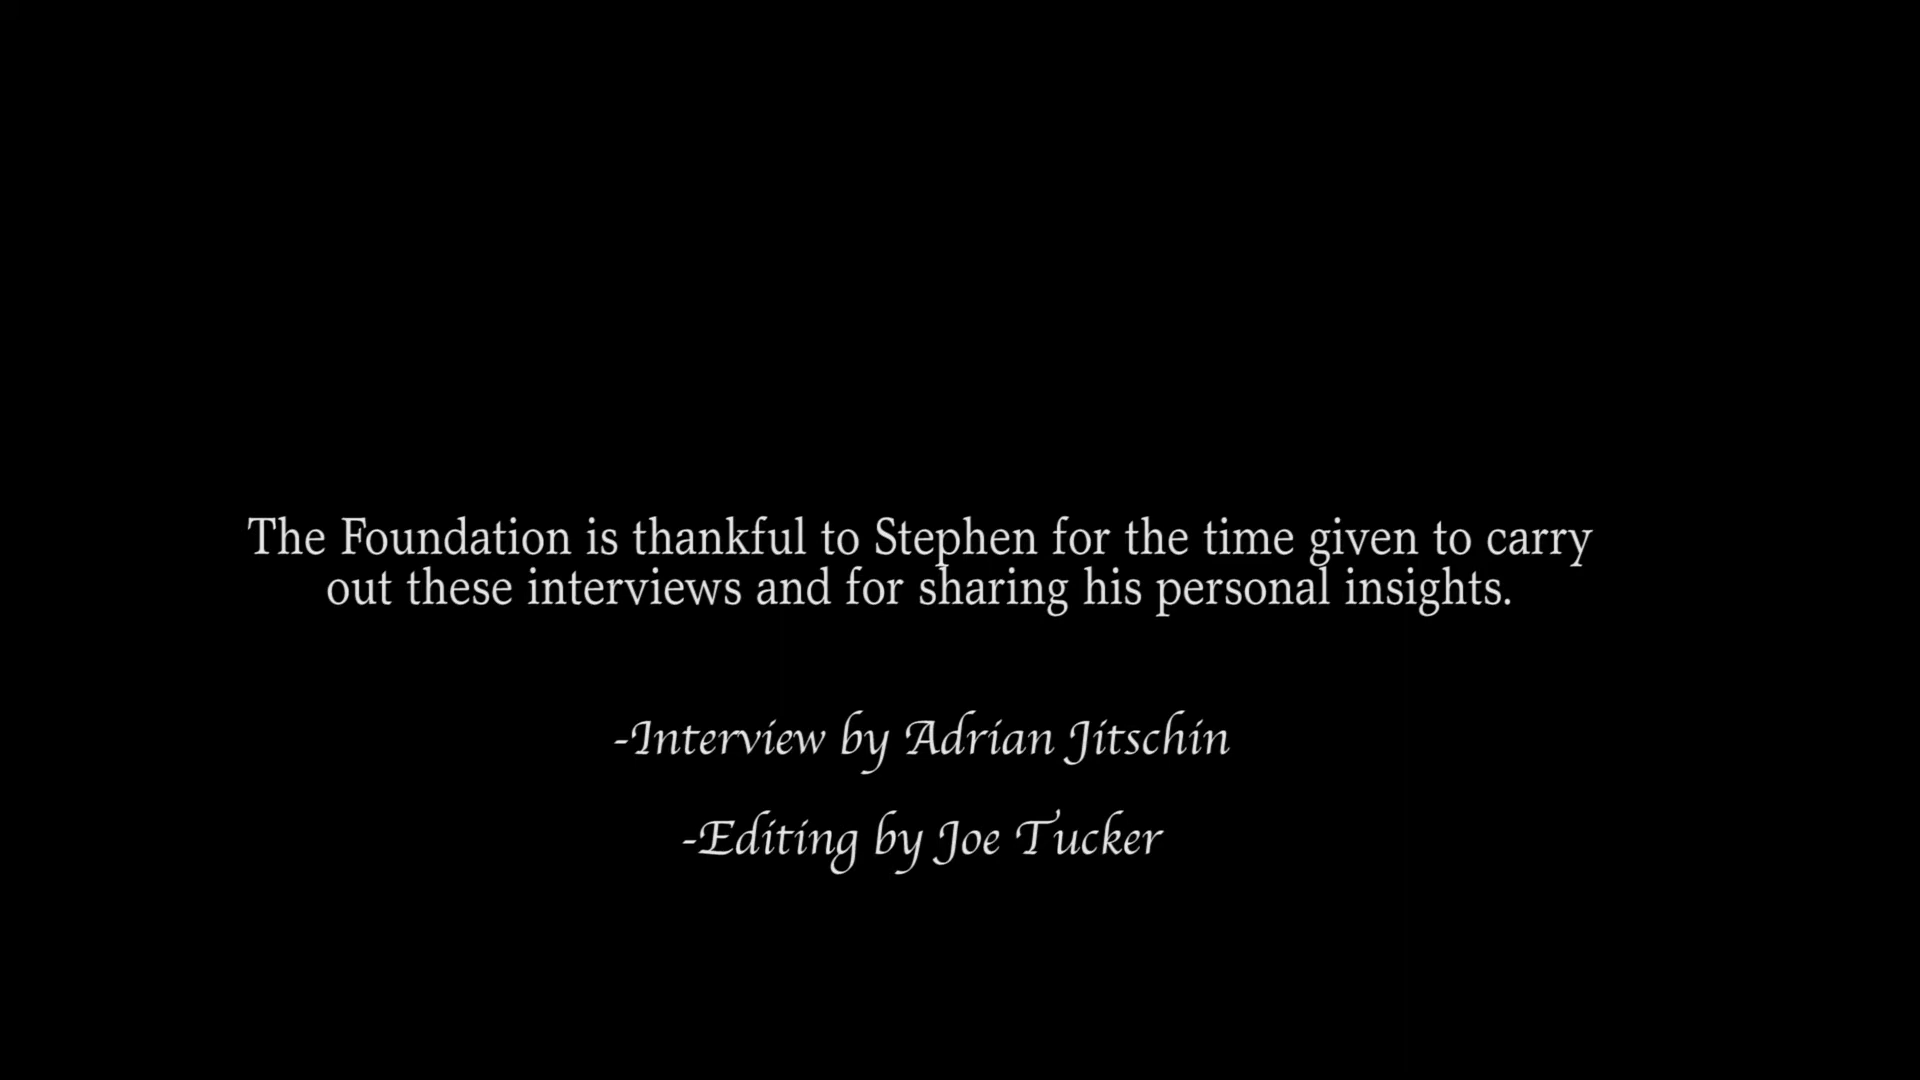 The Foundation is thankful to Stephen for the time given to carry
out these interviews and for sharing his personal insights.
-Interview by Adrian Jitschin
-Editing by Joe Tucker